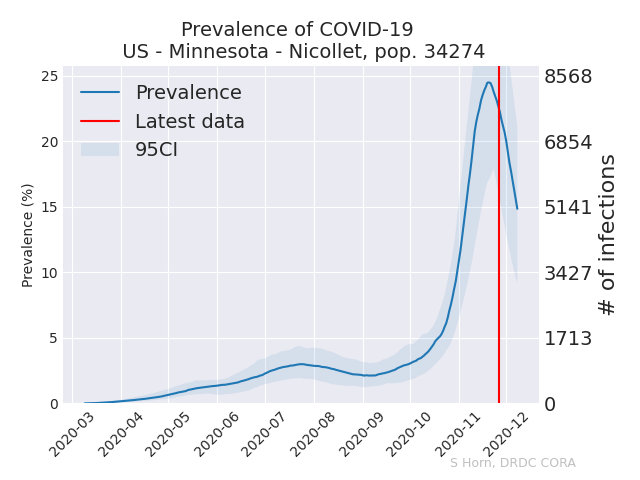 Prevalence of COVID-19
US - Minnesota - Nicollet, pop. 34274
Prevalence
Latest data
95CI
Prevalence (%)
25
20
15
10
5
0
8568
6854
5141
3427
1713
0
# of infections
2020-03
2020-04
2020-05
2020-06
2020-07
2020-08
2020-09
2020-10
2020-11
2020-12
S Horn, DRDC CORA